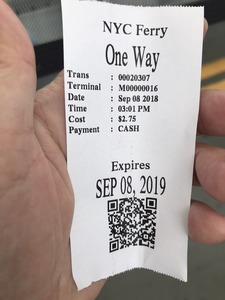 NYC Ferry
One Way
Trans : 00020307
Terminal : M00000016
Date : Sep 08 2018
Time : 03:01 PM
Cost : $2.75
Payment : CASH
Expires
SEP 08, 2019